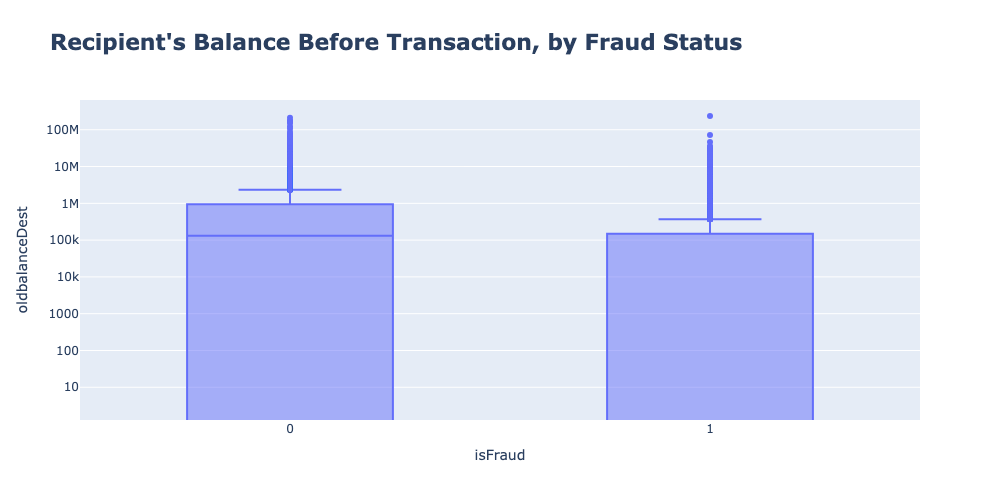 Recipient's Balance Before Transaction, by Fraud Status
100M
10M
1M
100k
10k
1000
100
10
oldbalanceDest
0
1
isFraud